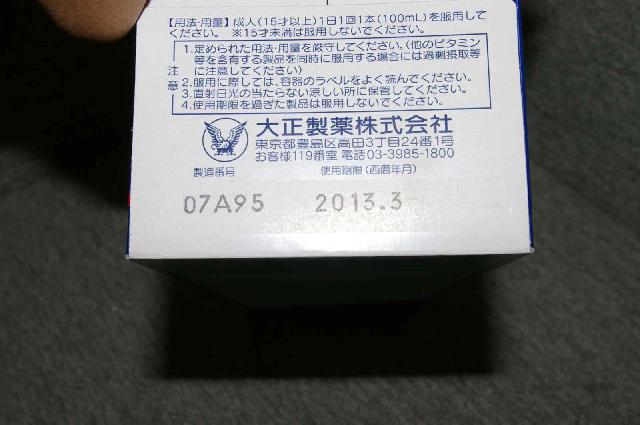 【用法・用量】成人(15才以上)1日1回1本(100mL)を服用して
ください。 ※15才未満は服用しないでください。
注意
1.定められた用法・用量を厳守してください。(他のビタミン
等を含有する製品を同時に服用する場合には過剰摂取等
に注意してください)
2.服用に際しては、容器のラベルをよく読んでください。
3.直射日光の当たらない涼しい所に保管してください。
4.使用期限を過ぎた製品は服用しないでください。
大正製薬株式会社
東京都豊島区高田3丁目24番1号
お客様119番室 電話03-3985-1800
製造番号 使用期限(西暦年月)
07A95 2013.3